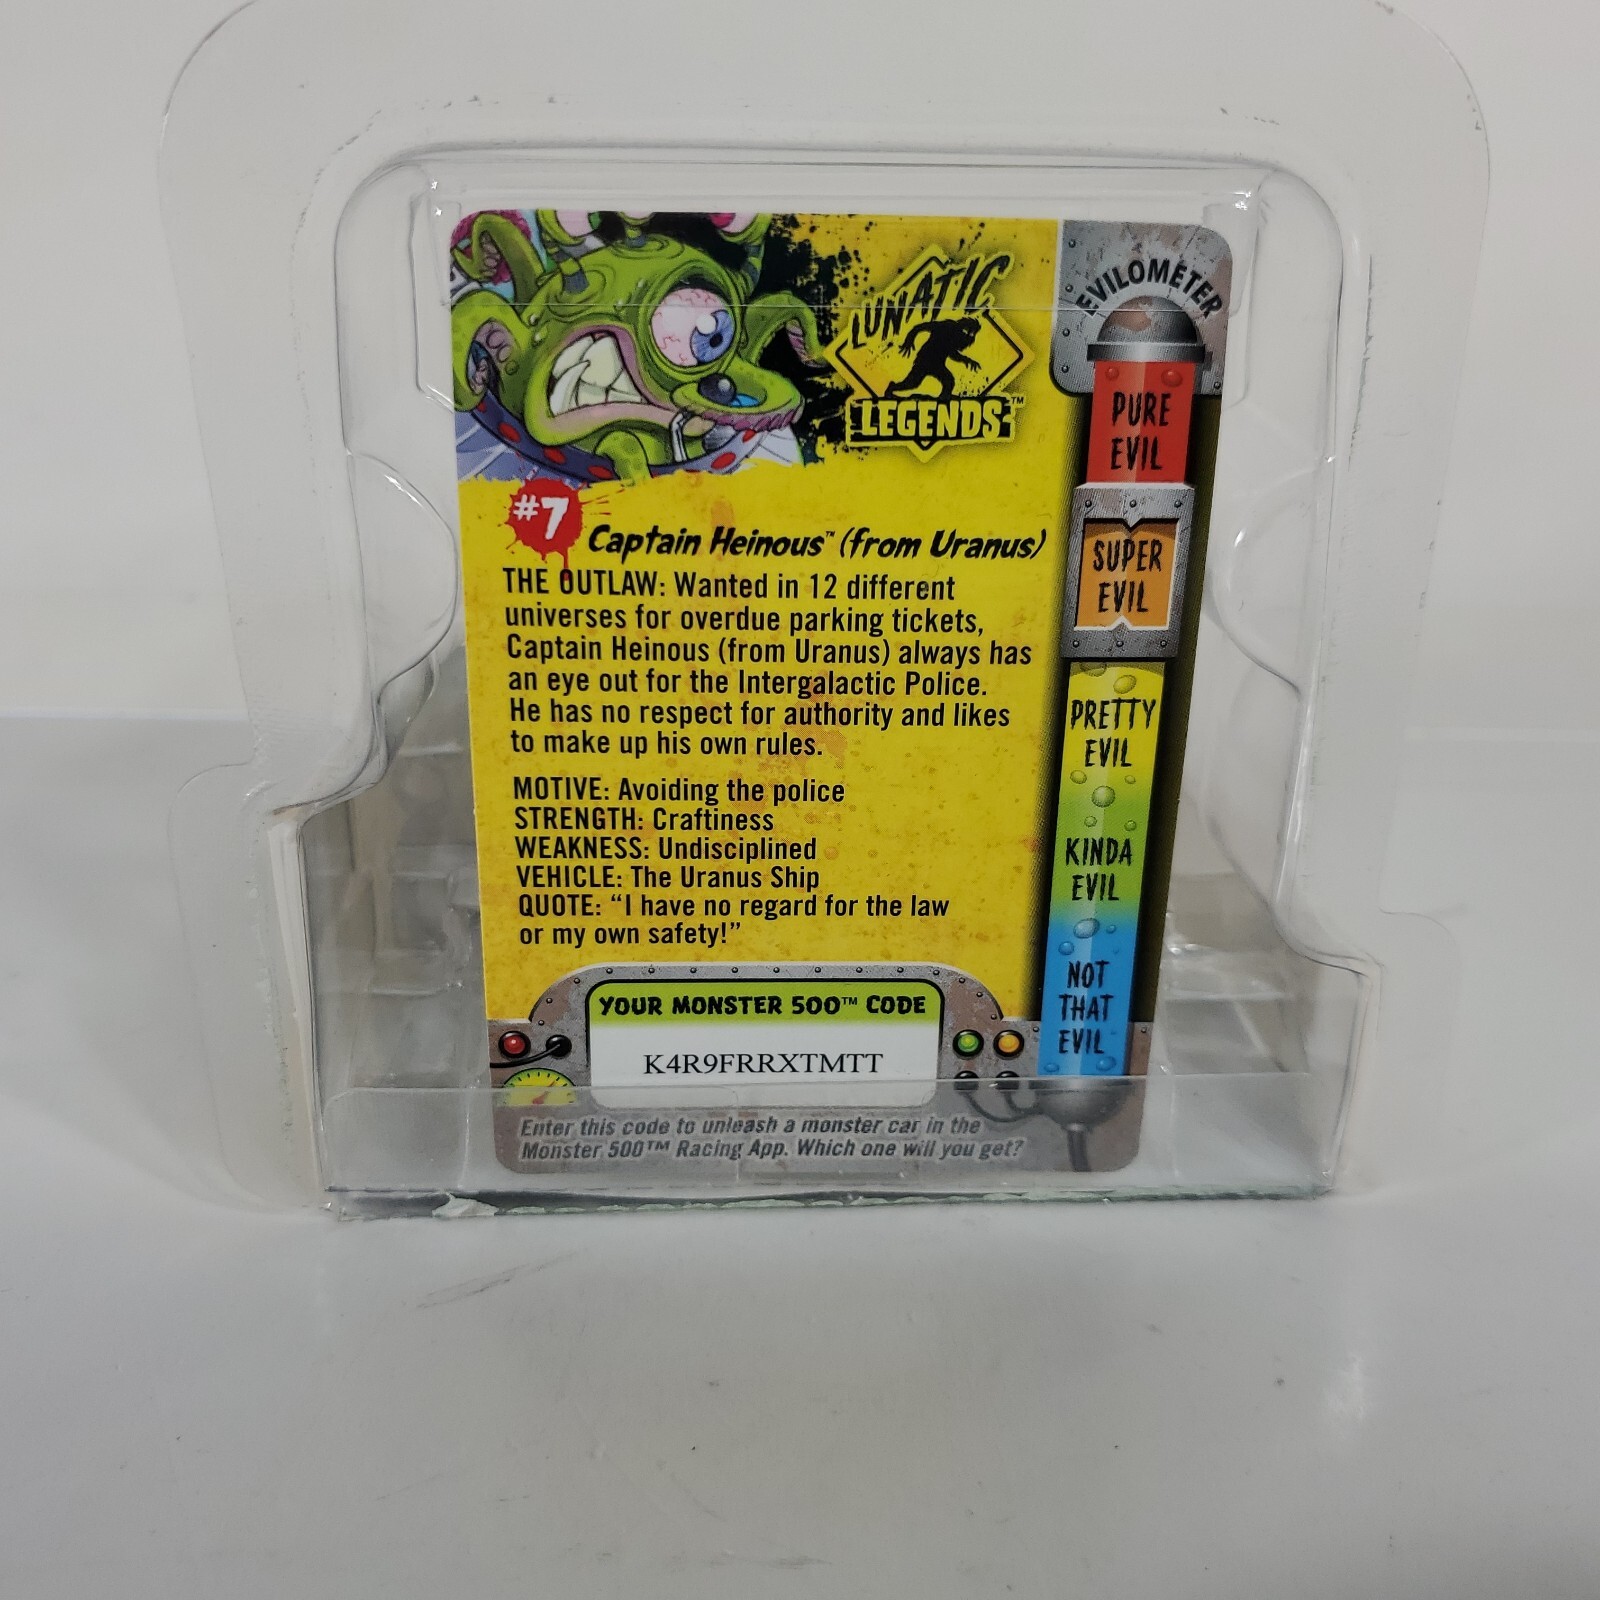 LUNATIC
LEGENDS™
EVILOMETER
PURE
EVIL
SUPER
EVIL
PRETTY
EVIL
KINDA
EVIL
NOT
THAT
EVIL
#7
Captain Heinous™ (from Uranus)
THE OUTLAW: Wanted in 12 different
universes for overdue parking tickets,
Captain Heinous (from Uranus) always has
an eye out for the Intergalactic Police.
He has no respect for authority and likes
to make up his own rules.
MOTIVE: Avoiding the police
STRENGTH: Craftiness
WEAKNESS: Undisciplined
VEHICLE: The Uranus Ship
QUOTE: “I have no regard for the law
or my own safety!”
YOUR MONSTER 500™ CODE
K4R9FRRXTMTT
Enter this code to unleash a monster car in the
Monster 500™ Racing App. Which one will you get?